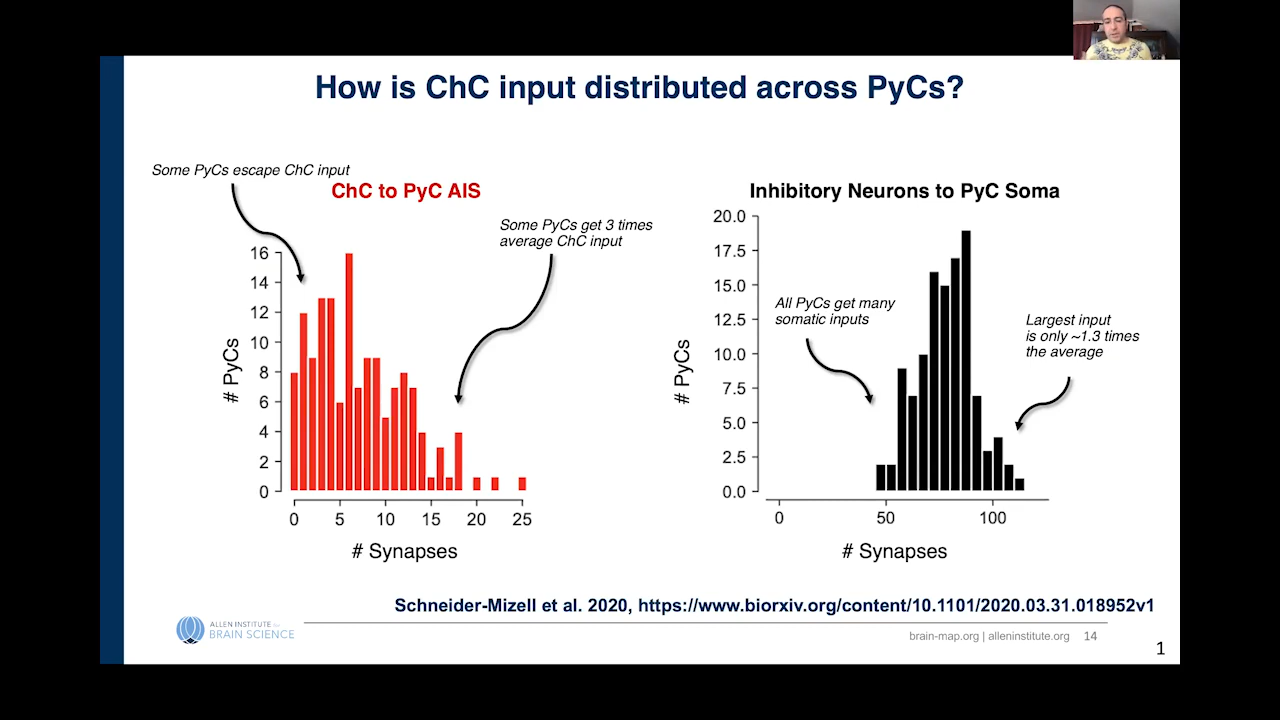 How is ChC input distributed across PyCs?
Some PyCs escape ChC input
ChC to PyC AIS
Some PyCs get 3 times
average ChC input
16
14
12
10
8
6
4
2
0
# PyCs
0 5 10 15 20 25
# Synapses
Inhibitory Neurons to PyC Soma
20.0
17.5
15.0
12.5
10.0
7.5
5.0
2.5
0.0
# PyCs
All PyCs get many
somatic inputs
Largest input
is only ~1.3 times
the average
0 50 100
# Synapses
Schneider-Mizell et al. 2020, https://www.biorxiv.org/content/10.1101/2020.03.31.018952v1
ALLEN INSTITUTE for
BRAIN SCIENCE
brain-map.org | alleninstitute.org 14
1